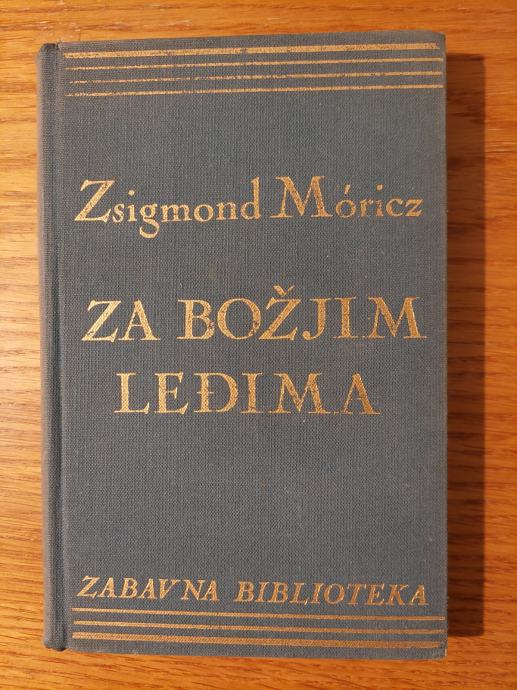 Zsigmond Móricz
ZA BOŽJIM
LEĐIMA
ZABAVNA BIBLIOTEKA